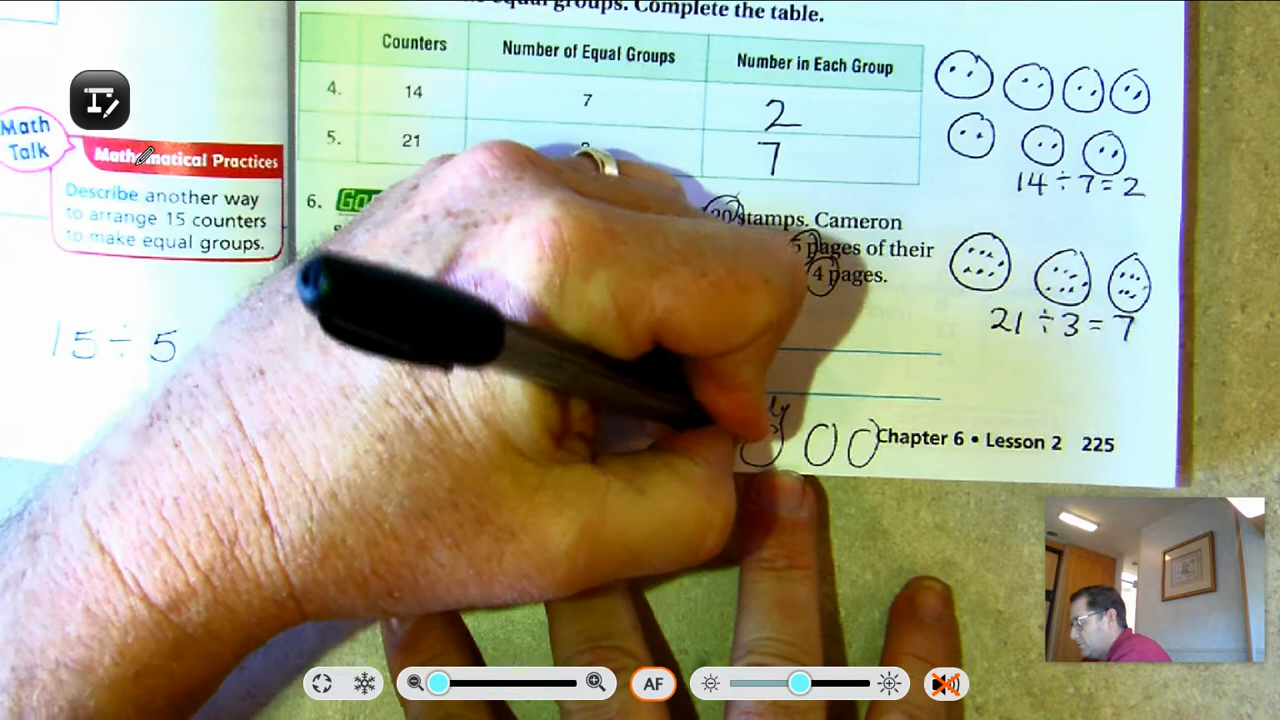 equal groups. Complete the table.
Counters Number of Equal Groups Number in Each Group
4. 14 7 2
5. 21 7
Math
Talk
Mathematical Practices
Describe another way
to arrange 15 counters
to make equal groups.
15 ÷ 5
14 ÷ 7 = 2
21 ÷ 3 = 7
6.
20 stamps. Cameron
5 pages of their
4 pages.
Chapter 6 • Lesson 2 225
AF